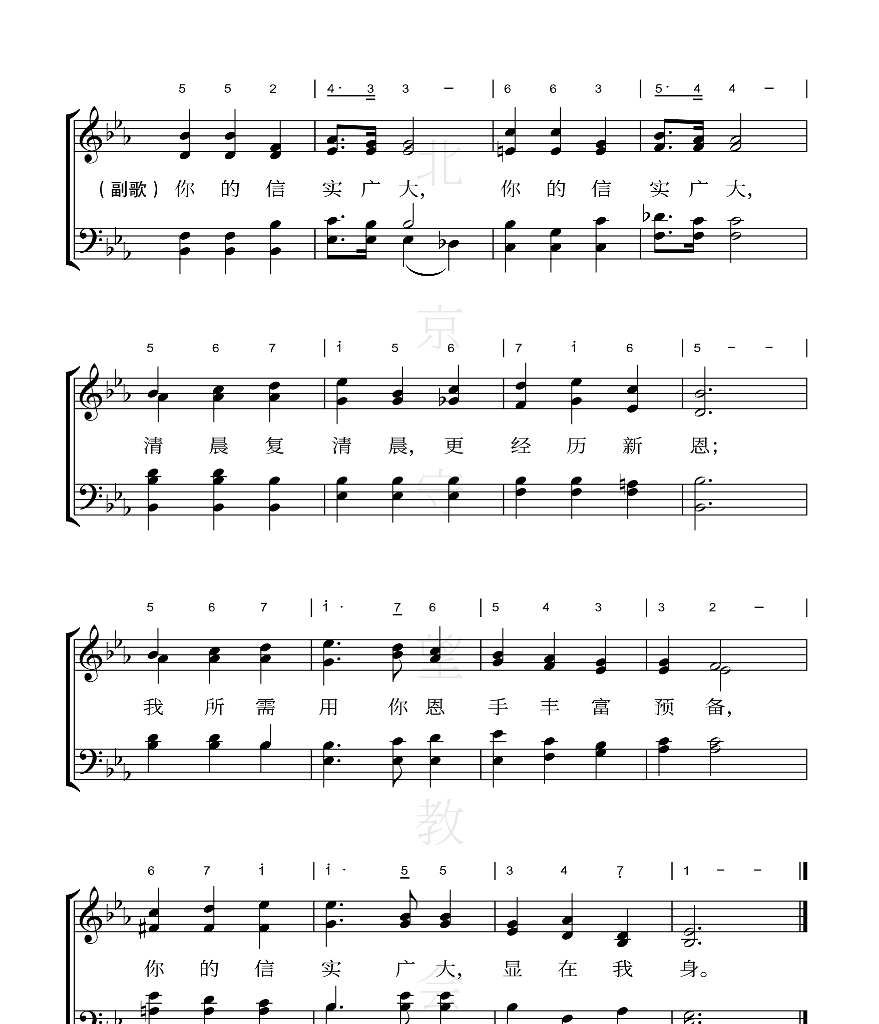 5 5 2 | 4· 3 3 – | 6 6 3 | 5· 4 4 – |
（副歌）你 的 信 实 广 大， 你 的 信 实 广 大，
5 6 7 | i 5 6 | 7 i 6 | 5 – – |
清 晨 复 清 晨， 更 经 历 新 恩；
5 6 7 | i· 7 6 | 5 4 3 | 3 2 – |
我 所 需 用 你 恩 手 丰 富 预 备，
6 7 i | i· 5 5 | 3 4 7̣ | 1 – – ‖
你 的 信 实 广 大， 显 在 我 身。
北
京
守
望
教
会